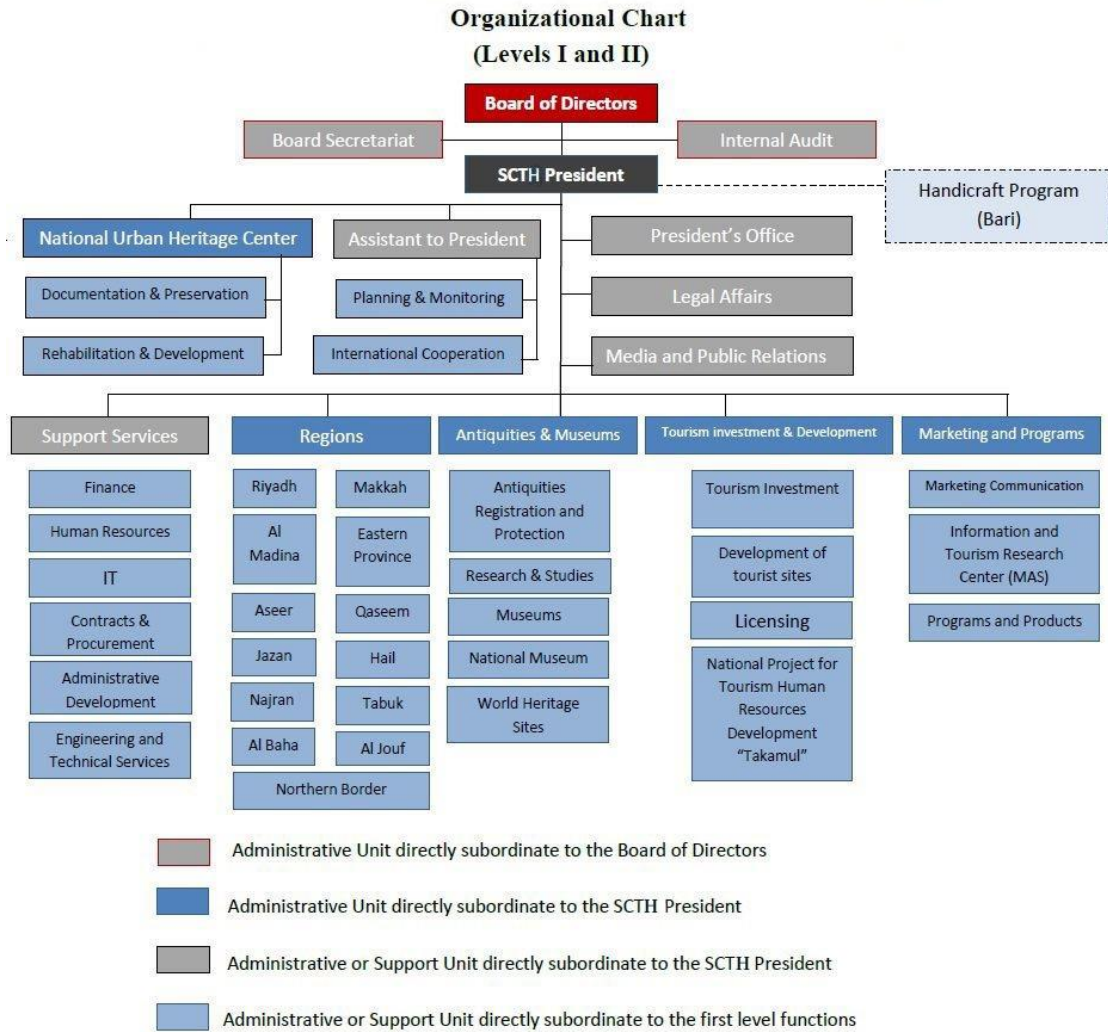 Organizational Chart
(Levels I and II)
Board of Directors
Board Secretariat
Internal Audit
SCTH President
Handicraft Program
(Bari)
National Urban Heritage Center
Assistant to President
President's Office
Documentation & Preservation
Planning & Monitoring
Legal Affairs
Rehabilitation & Development
International Cooperation
Media and Public Relations
Support Services
Regions
Antiquities & Museums
Tourism investment & Development
Marketing and Programs
Finance
Human Resources
IT
Contracts &
Procurement
Administrative
Development
Engineering and
Technical Services
Riyadh
Makkah
Al
Madina
Eastern
Province
Aseer
Qaseem
Jazan
Hail
Najran
Tabuk
Al Baha
Al Jouf
Northern Border
Antiquities
Registration and
Protection
Research & Studies
Museums
National Museum
World Heritage
Sites
Tourism Investment
Development of
tourist sites
Licensing
National Project for
Tourism Human
Resources
Development
"Takamul"
Marketing Communication
Information and
Tourism Research
Center (MAS)
Programs and Products
Administrative Unit directly subordinate to the Board of Directors
Administrative Unit directly subordinate to the SCTH President
Administrative or Support Unit directly subordinate to the SCTH President
Administrative or Support Unit directly subordinate to the first level functions